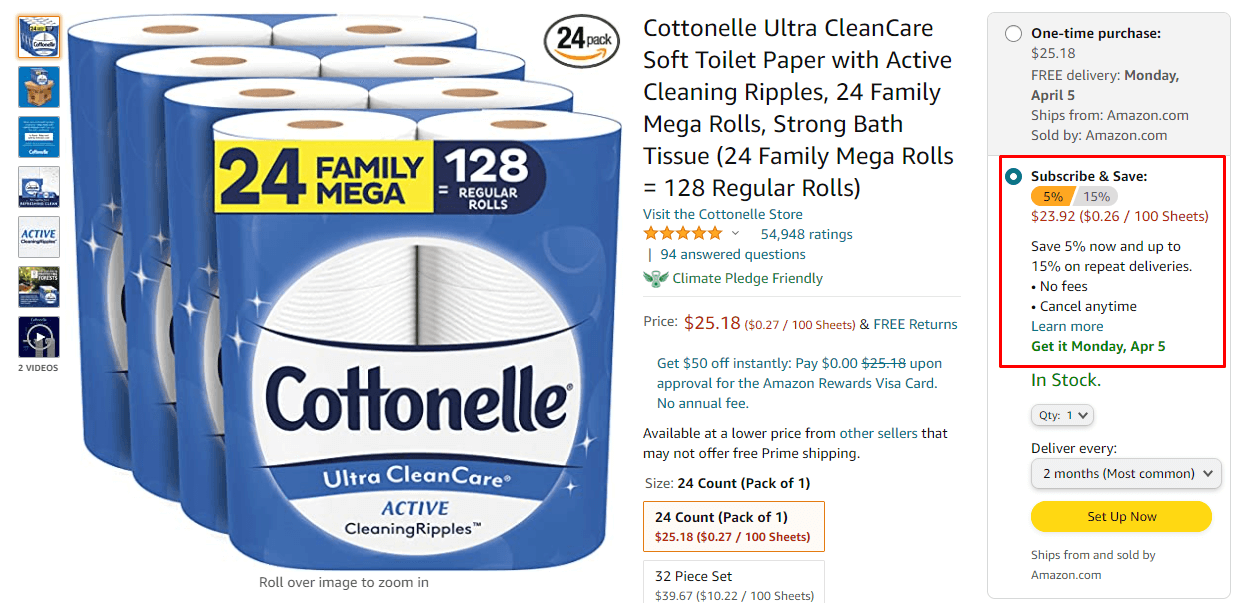 24 pack
24 FAMILY MEGA = 128 REGULAR ROLLS
Cottonelle®
Ultra CleanCare®
ACTIVE
CleaningRipples™
Roll over image to zoom in
ACTIVE
CleaningRipples™
2 VIDEOS
Cottonelle Ultra CleanCare
Soft Toilet Paper with Active
Cleaning Ripples, 24 Family
Mega Rolls, Strong Bath
Tissue (24 Family Mega Rolls
= 128 Regular Rolls)
Visit the Cottonelle Store
54,948 ratings
| 94 answered questions
Climate Pledge Friendly
Price: $25.18 ($0.27 / 100 Sheets) & FREE Returns
Get $50 off instantly: Pay $0.00 $25.18 upon
approval for the Amazon Rewards Visa Card.
No annual fee.
Available at a lower price from other sellers that
may not offer free Prime shipping.
Size: 24 Count (Pack of 1)
24 Count (Pack of 1)
$25.18 ($0.27 / 100 Sheets)
32 Piece Set
$39.67 ($10.22 / 100 Sheets)
One-time purchase:
$25.18
FREE delivery: Monday,
April 5
Ships from: Amazon.com
Sold by: Amazon.com
Subscribe & Save:
5% 15%
$23.92 ($0.26 / 100 Sheets)
Save 5% now and up to
15% on repeat deliveries.
• No fees
• Cancel anytime
Learn more
Get it Monday, Apr 5
In Stock.
Qty: 1
Deliver every:
2 months (Most common)
Set Up Now
Ships from and sold by
Amazon.com